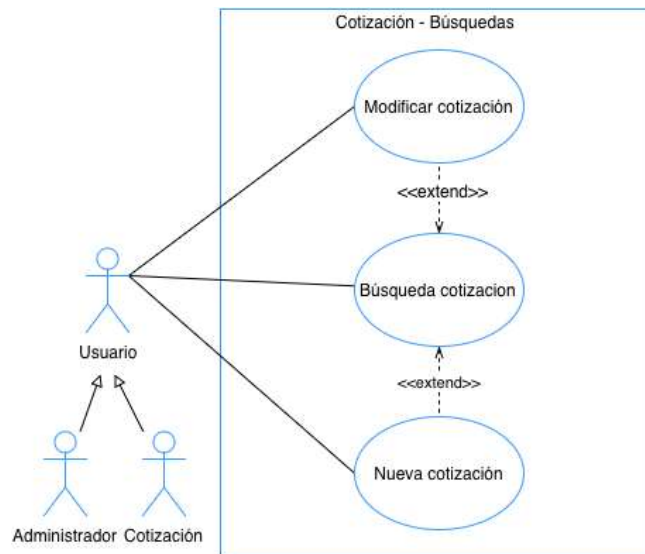 Cotización - Búsquedas
Modificar cotización
<<extend>>
Búsqueda cotizacion
Usuario
<<extend>>
Nueva cotización
Administrador
Cotización